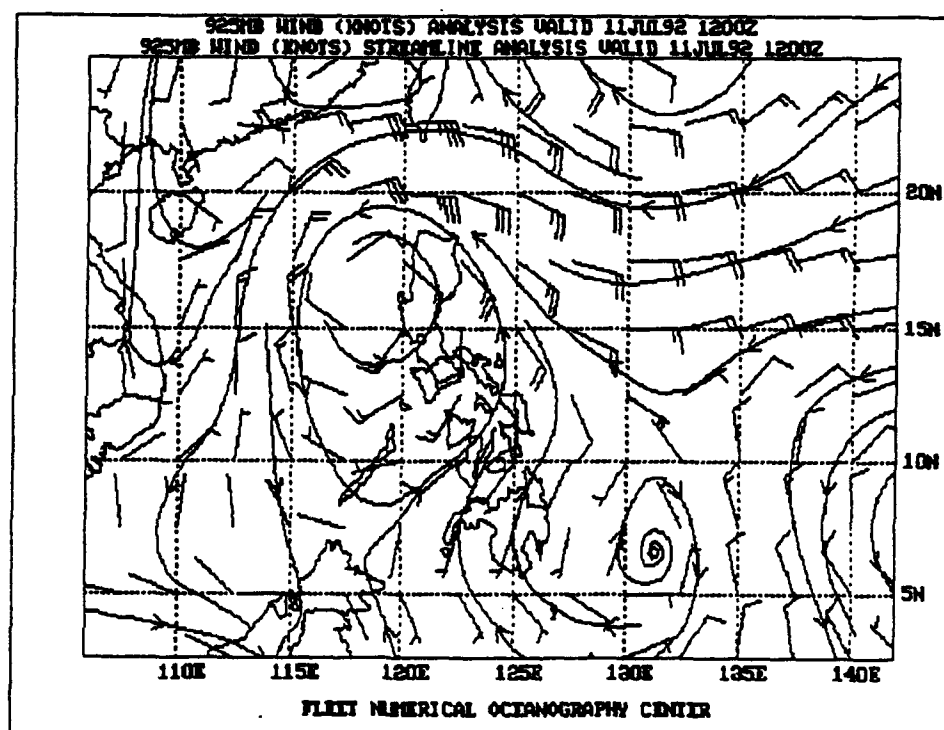 925MB WIND (KNOTS) ANALYSIS VALID 11JUL92 1200Z
925MB WIND (KNOTS) STREAMLINE ANALYSIS VALID 11JUL92 1200Z
20N
15N
10N
5N
110E 115E 120E 125E 130E 135E 140E
FLEET NUMERICAL OCEANOGRAPHY CENTER